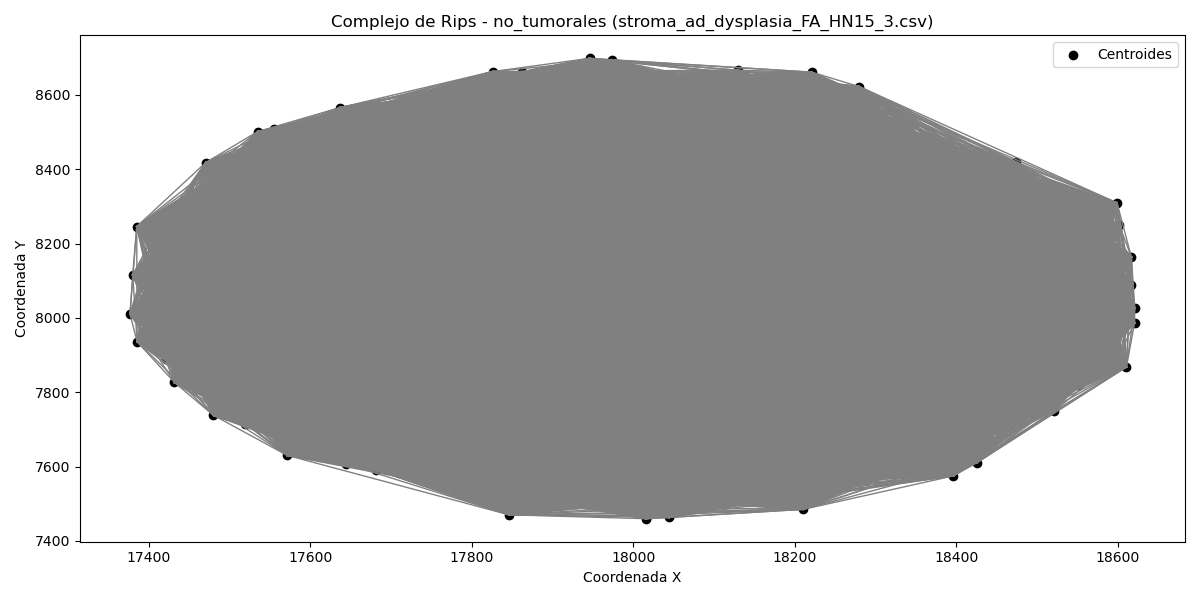 Complejo de Rips - no_tumorales (stroma_ad_dysplasia_FA_HN15_3.csv)
Centroides
Coordenada Y
8600
8400
8200
8000
7800
7600
7400
17400 17600 17800 18000 18200 18400 18600
Coordenada X